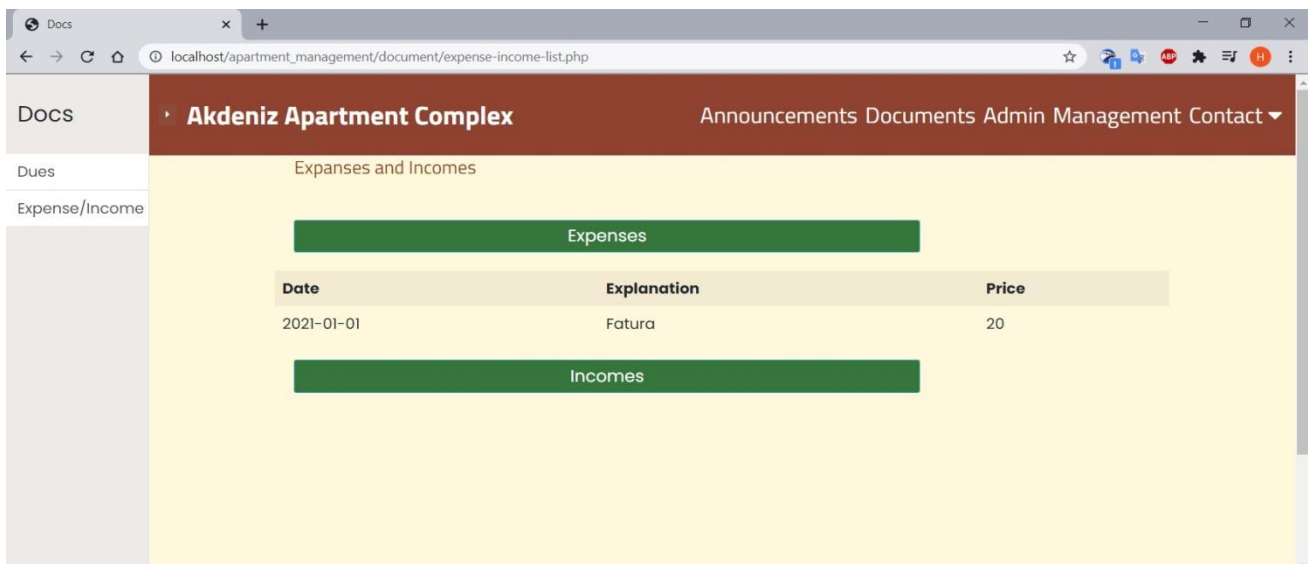 Docs
localhost/apartment_management/document/expense-income-list.php
ABP
H
Docs
Akdeniz Apartment Complex
Announcements Documents Admin Management Contact
Dues
Expense/Income
Expanses and Incomes
Expenses
Date Explanation Price
2021-01-01 Fatura 20
Incomes